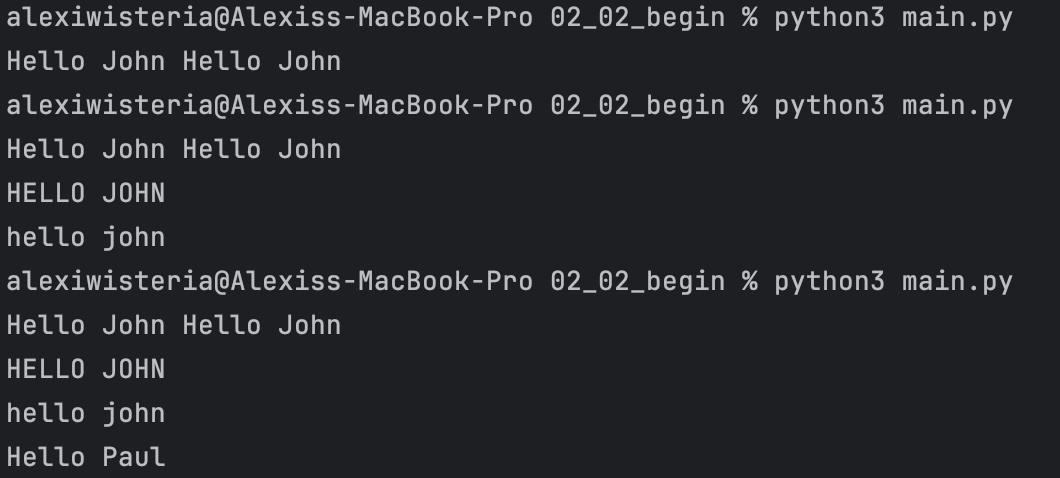 alexiwisteria@Alexiss-MacBook-Pro 02_02_begin % python3 main.py
Hello John Hello John
alexiwisteria@Alexiss-MacBook-Pro 02_02_begin % python3 main.py
Hello John Hello John
HELLO JOHN
hello john
alexiwisteria@Alexiss-MacBook-Pro 02_02_begin % python3 main.py
Hello John Hello John
HELLO JOHN
hello john
Hello Paul